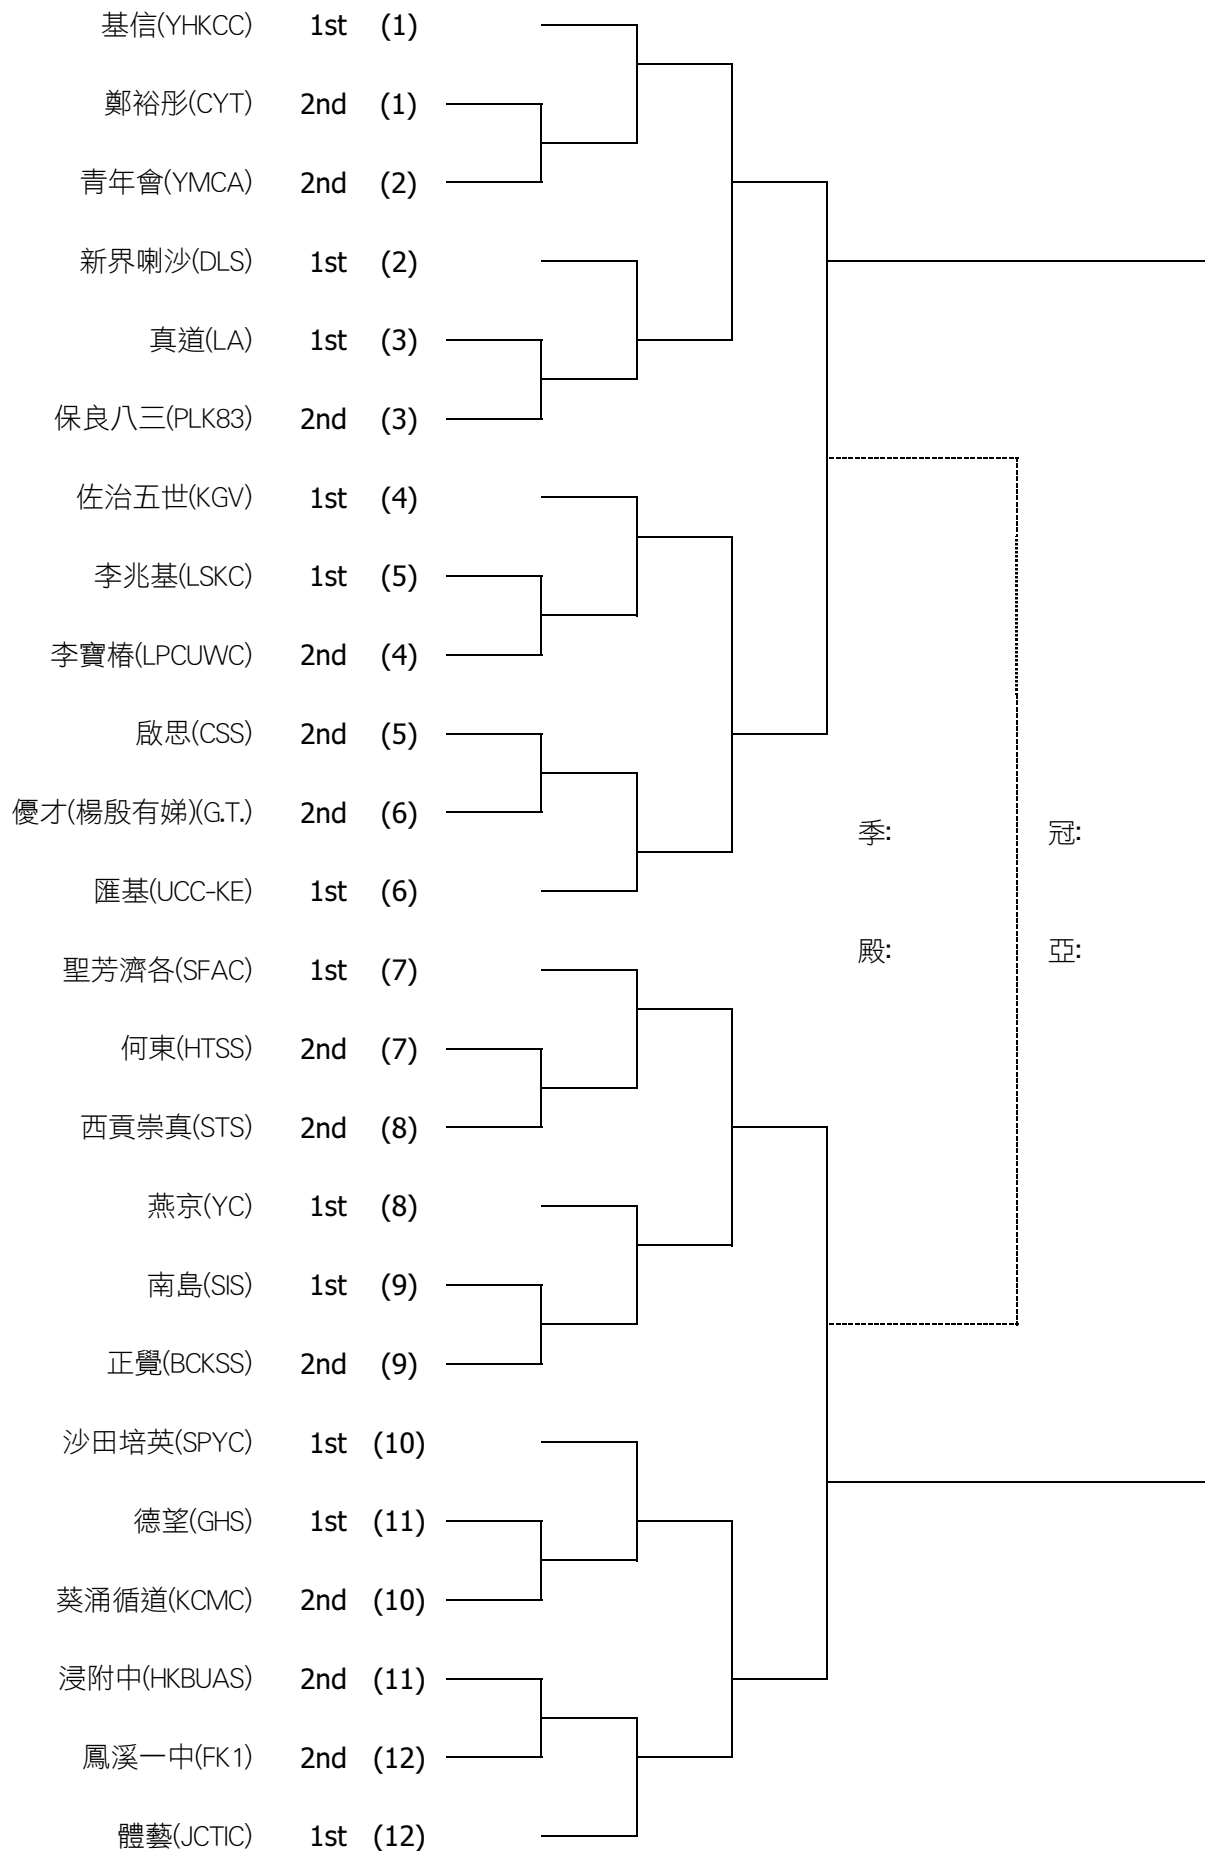 基信(YHKCC) 1st (1)
鄭裕彤(CYT) 2nd (1)
青年會(YMCA) 2nd (2)
新界喇沙(DLS) 1st (2)
真道(LA) 1st (3)
保良八三(PLK83) 2nd (3)
佐治五世(KGV) 1st (4)
李兆基(LSKC) 1st (5)
李寶椿(LPCUWC) 2nd (4)
啟思(CSS) 2nd (5)
優才(楊殷有娣)(G.T.) 2nd (6)
季: 冠:
匯基(UCC-KE) 1st (6)
殿: 亞:
聖芳濟各(SFAC) 1st (7)
何東(HTSS) 2nd (7)
西貢崇真(STS) 2nd (8)
燕京(YC) 1st (8)
南島(SIS) 1st (9)
正覺(BCKSS) 2nd (9)
沙田培英(SPYC) 1st (10)
德望(GHS) 1st (11)
葵涌循道(KCMC) 2nd (10)
浸附中(HKBUAS) 2nd (11)
鳳溪一中(FK1) 2nd (12)
體藝(JCTIC) 1st (12)